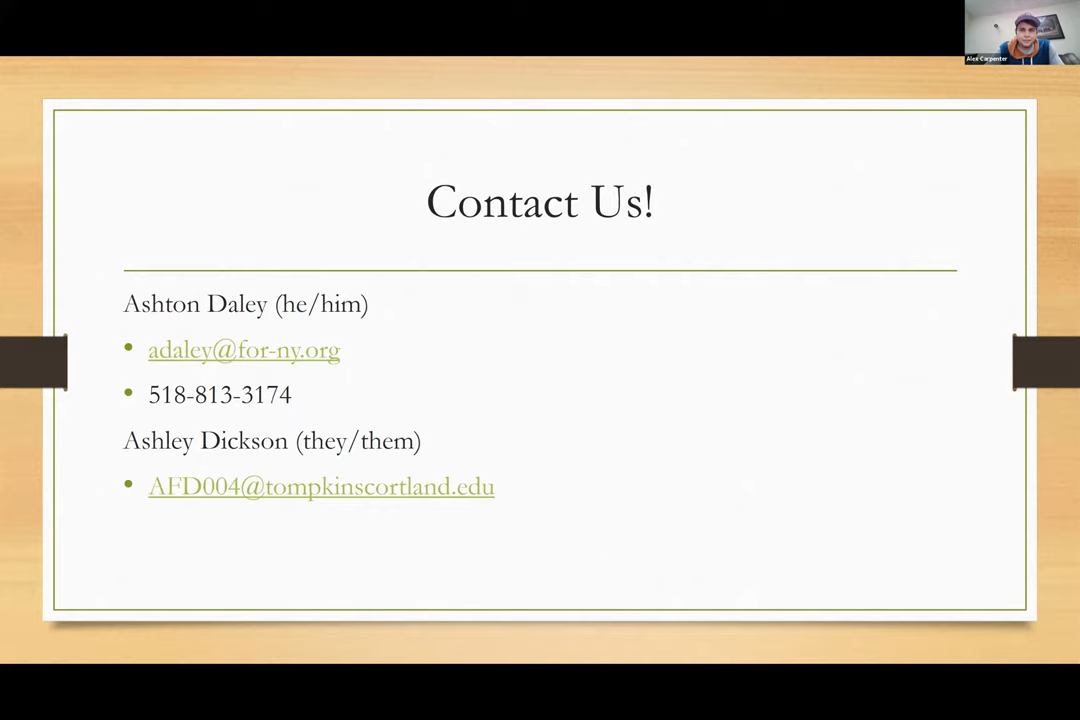 Alex Carpenter
Contact Us!
Ashton Daley (he/him)
• adaley@for-ny.org
• 518-813-3174
Ashley Dickson (they/them)
• AFD004@tompkinscortland.edu